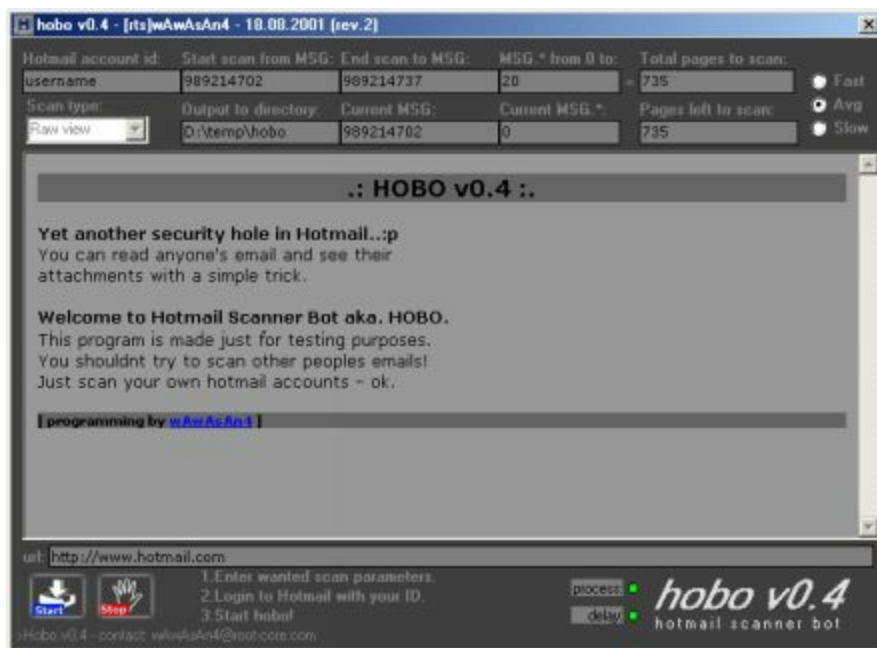 hobo v0.4 - [rts]wAwAsAn4 - 18.08.2001 (rev.2)
Hotmail account id: Start scan from MSG: End scan to MSG: MSG.* from 0 to: Total pages to scan:
username 989214702 989214737 20 = 735 Fast
Scan type: Output to directory: Current MSG: Current MSG.*: Pages left to scan: Avg
Raw view D:\temp\hobo 989214702 0 735 Slow
.: HOBO v0.4 :.
Yet another security hole in Hotmail..:p
You can read anyone's email and see their
attachments with a simple trick.
Welcome to Hotmail Scanner Bot aka. HOBO.
This program is made just for testing purposes.
You shouldnt try to scan other peoples emails!
Just scan your own hotmail accounts - ok.
[ programming by wAwAsAn4 ]
url: http://www.hotmail.com
1.Enter wanted scan parameters.
2.Login to Hotmail with your ID.
3.Start hobo!
Start Stop
process
delay
hobo v0.4
hotmail scanner bot
>Hobo v0.4 - contact: wAwAsAn4@root-core.com